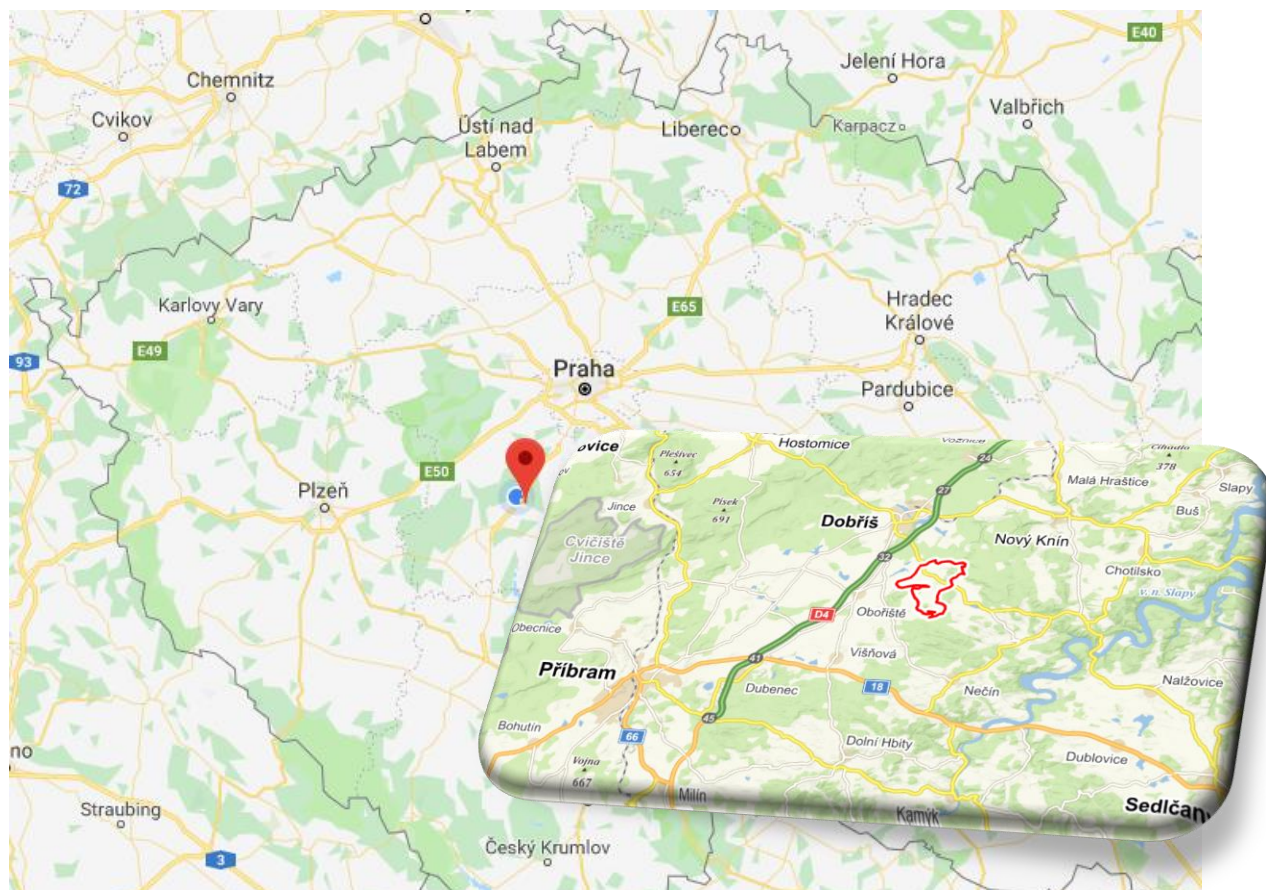 E40
Jelení Hora
Chemnitz
Valbřich
Cvikov
Ústí nad
Labem
Liberec
Karpacz
72
Karlovy Vary
E65
Hradec
Králové
E49
93
Praha
Pardubice
E50
Plzeň
ovice
Plešivec
654
Hostomice
24
378
Malá Hraštice
Slapy
27
Buš
Jince
Písek
691
Dobříš
Nový Knín
Cvičiště
Jince
32
Chotilsko
v. n. Slapy
D4
Obořiště
Obecnice
Višňová
41
Příbram
18
Nečín
Nalžovice
Dubenec
45
Bohutín
66
Dolní Hbity
Dublovice
Vojna
667
Milín
Kamýk
Sedlčany
no
Straubing
Český Krumlov
3